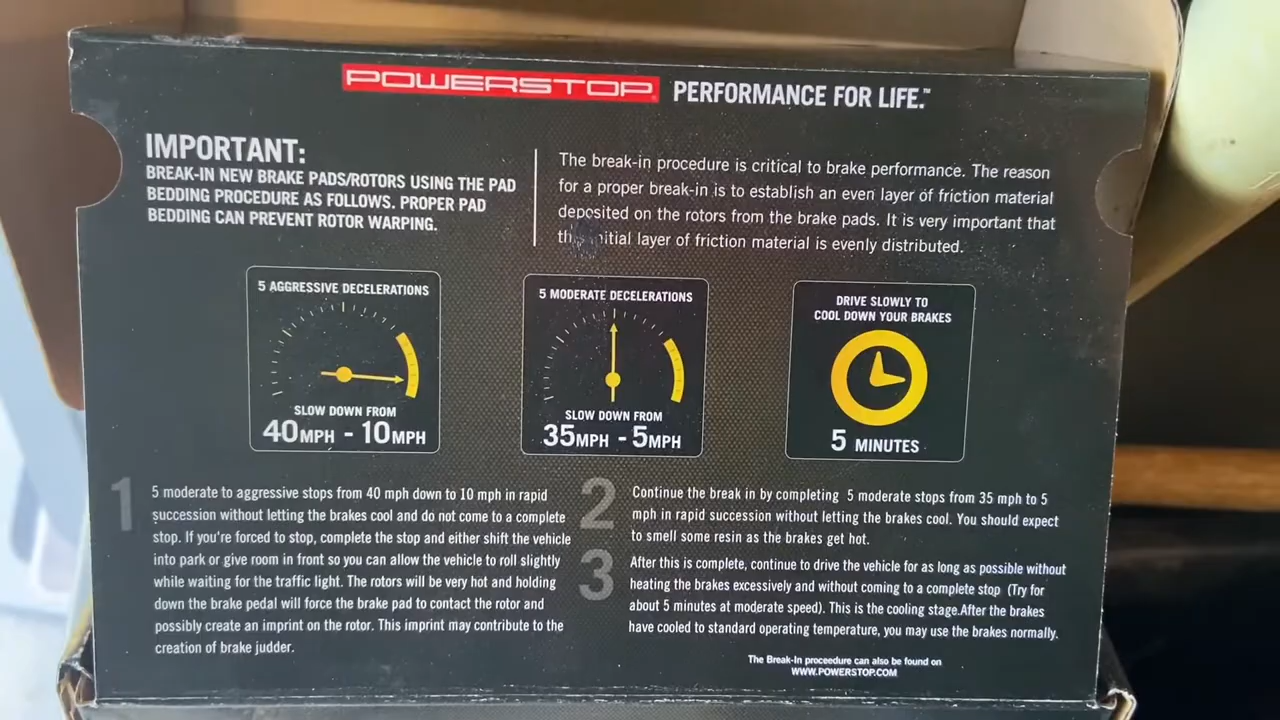 POWERSTOP PERFORMANCE FOR LIFE.™
IMPORTANT:
BREAK-IN NEW BRAKE PADS/ROTORS USING THE PAD
BEDDING PROCEDURE AS FOLLOWS. PROPER PAD
BEDDING CAN PREVENT ROTOR WARPING.
The break-in procedure is critical to brake performance. The reason
for a proper break-in is to establish an even layer of friction material
deposited on the rotors from the brake pads. It is very important that
layer of friction material is evenly distributed.
5 AGGRESSIVE DECELERATIONS
SLOW DOWN FROM
40MPH - 10MPH
5 MODERATE DECELERATIONS
SLOW DOWN FROM
35MPH - 5MPH
DRIVE SLOWLY TO
COOL DOWN YOUR BRAKES
5 MINUTES
1
5 moderate to aggressive stops from 40 mph down to 10 mph in rapid
succession without letting the brakes cool and do not come to a complete
stop. If you're forced to stop, complete the stop and either shift the vehicle
into park or give room in front so you can allow the vehicle to roll slightly
while waiting for the traffic light. The rotors will be very hot and holding
down the brake pedal will force the brake pad to contact the rotor and
possibly create an imprint on the rotor. This imprint may contribute to the
creation of brake judder.
2
Continue the break in by completing 5 moderate stops from 35 mph to 5
mph in rapid succession without letting the brakes cool. You should expect
to smell some resin as the brakes get hot.
3
After this is complete, continue to drive the vehicle for as long as possible without
heating the brakes excessively and without coming to a complete stop (Try for
about 5 minutes at moderate speed). This is the cooling stage.After the brakes
have cooled to standard operating temperature, you may use the brakes normally.
The Break-In proceedure can also be found on
WWW.POWERSTOP.COM